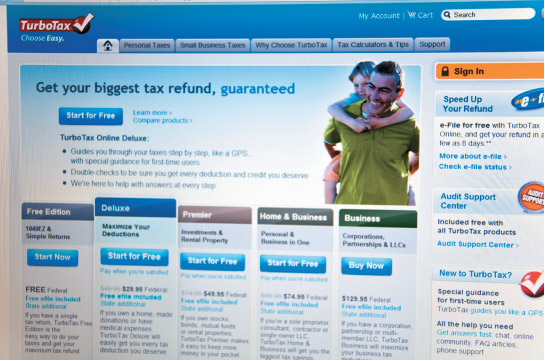 TurboTax
Choose Easy.
My Account | Cart
Search
Personal Taxes
Small Business Taxes
Why Choose TurboTax
Tax Calculators & Tips
Support
Get your biggest tax refund, guaranteed
Start for Free
Learn more ›
Compare products ›
TurboTax Online Deluxe:
• Guides you through your taxes step by step, like a GPS...
with special guidance for first-time users
• Double-checks to be sure you get every deduction and credit you deserve
• We're here to help with answers at every step
Free Edition
1040EZ &
Simple Returns
Start Now
FREE Federal
Free efile included
State additional
If you have a simple
tax return, TurboTax Free
Edition is the
easy way to do your
taxes and get your
maximum tax refund.
Deluxe
Maximize Your
Deductions
Start for Free
Pay when you're satisfied
$29.95 Federal
Free efile included
State additional
If you own a home, made
donations or have
medical expenses,
TurboTax Deluxe will
easily get you every tax
deduction you deserve.
Premier
Investments &
Rental Property
Start for Free
Pay when you're satisfied
$49.95 Federal
Free efile included
State additional
If you own stocks,
bonds, mutual funds
or rental properties,
TurboTax Premier makes
it easy to keep more
money in your pocket.
Home & Business
Personal &
Business in One
Start for Free
Pay when you're satisfied
$74.95 Federal
Free efile included
State additional
If you're a sole proprietor,
consultant, contractor or
single-owner LLC,
TurboTax Home &
Business will get you the
biggest tax savings
Business
Corporations,
Partnerships & LLCs
Buy Now
$129.95 Federal
Free efile included
State additional
If you have a corporation,
partnership or multi-
member LLC, TurboTax
Business will maximize
your business tax
Sign In
Speed Up
Your Refund
e-File for free with TurboTax
Online, and get your refund in a
few as 8 days.**
More about e-file ›
Check e-file status ›
Audit Support
Center
AUDIT
SUPPORT
Included free with
all TurboTax products
Audit Support Center ›
New to TurboTax?
Special guidance
for first-time users
TurboTax guides you like a GPS
All the help you need
Get answers fast: chat, online
community, FAQ articles,
phone support